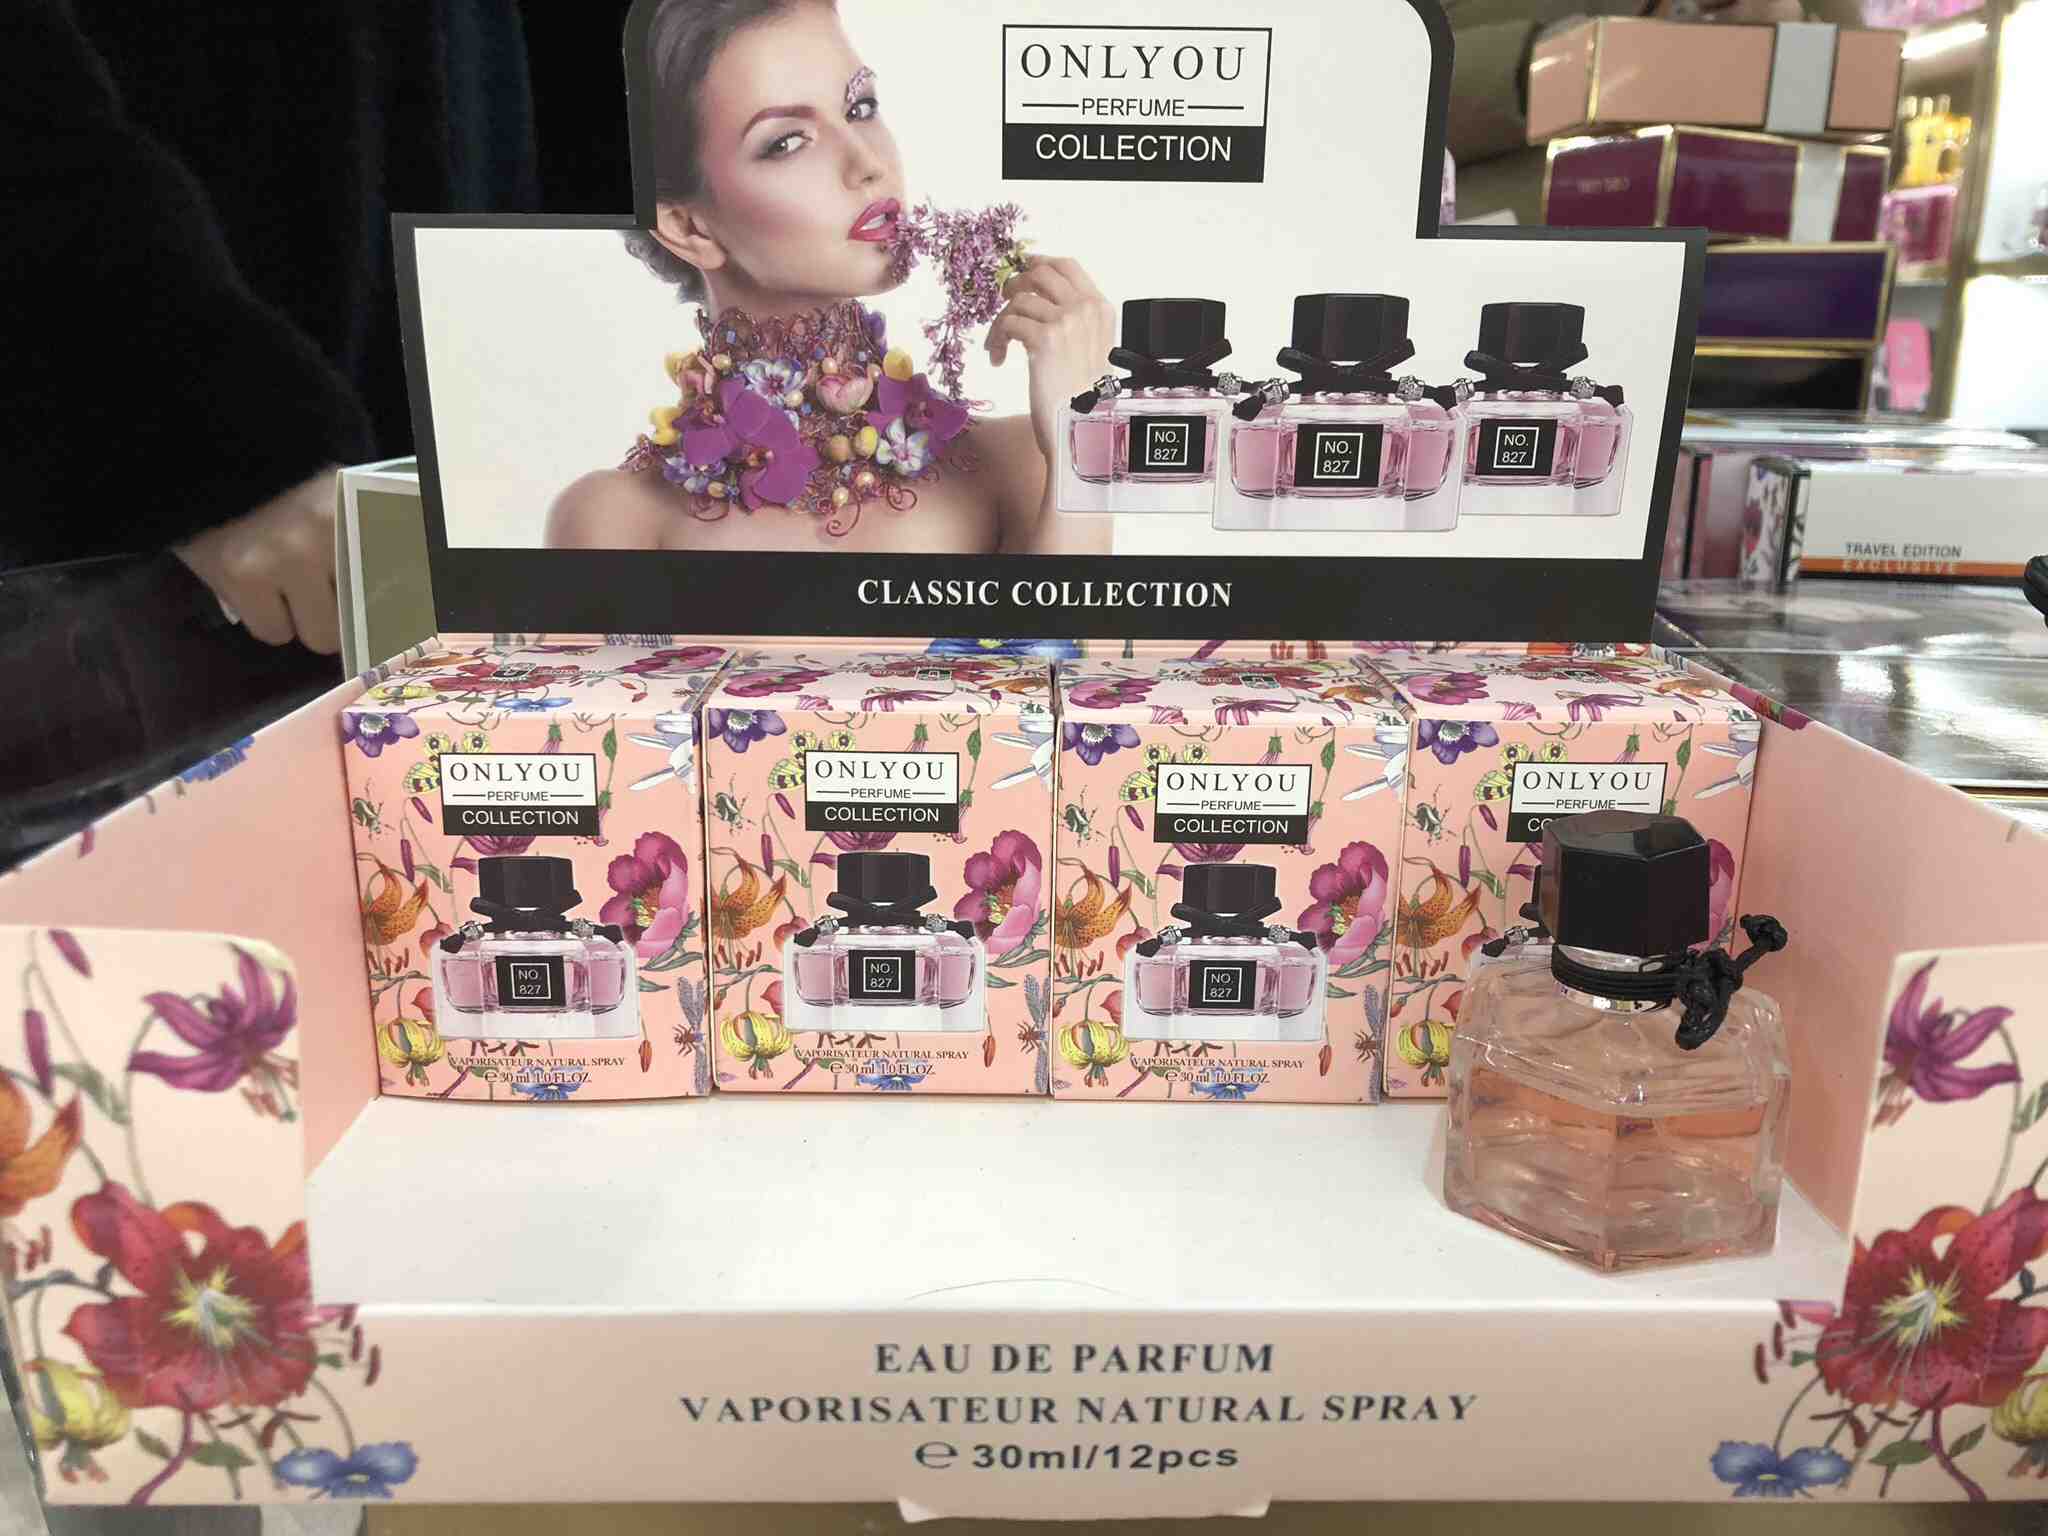 ONLYOU
PERFUME
COLLECTION
NO.
827
NO.
827
NO.
827
CLASSIC COLLECTION
TRAVEL EDITION
EXCLUSIVE
ONLYOU
PERFUME
COLLECTION
NO.
827
VAPORISATEUR NATURAL SPRAY
℮ 30 ml 1.0 FL.OZ.
ONLYOU
PERFUME
COLLECTION
NO.
827
VAPORISATEUR NATURAL SPRAY
℮ 30 ml 1.0 FL.OZ.
ONLYOU
PERFUME
COLLECTION
NO.
827
VAPORISATEUR NATURAL SPRAY
℮ 30 ml 1.0 FL.OZ.
ONLYOU
PERFUME
EAU DE PARFUM
VAPORISATEUR NATURAL SPRAY
℮ 30ml/12pcs